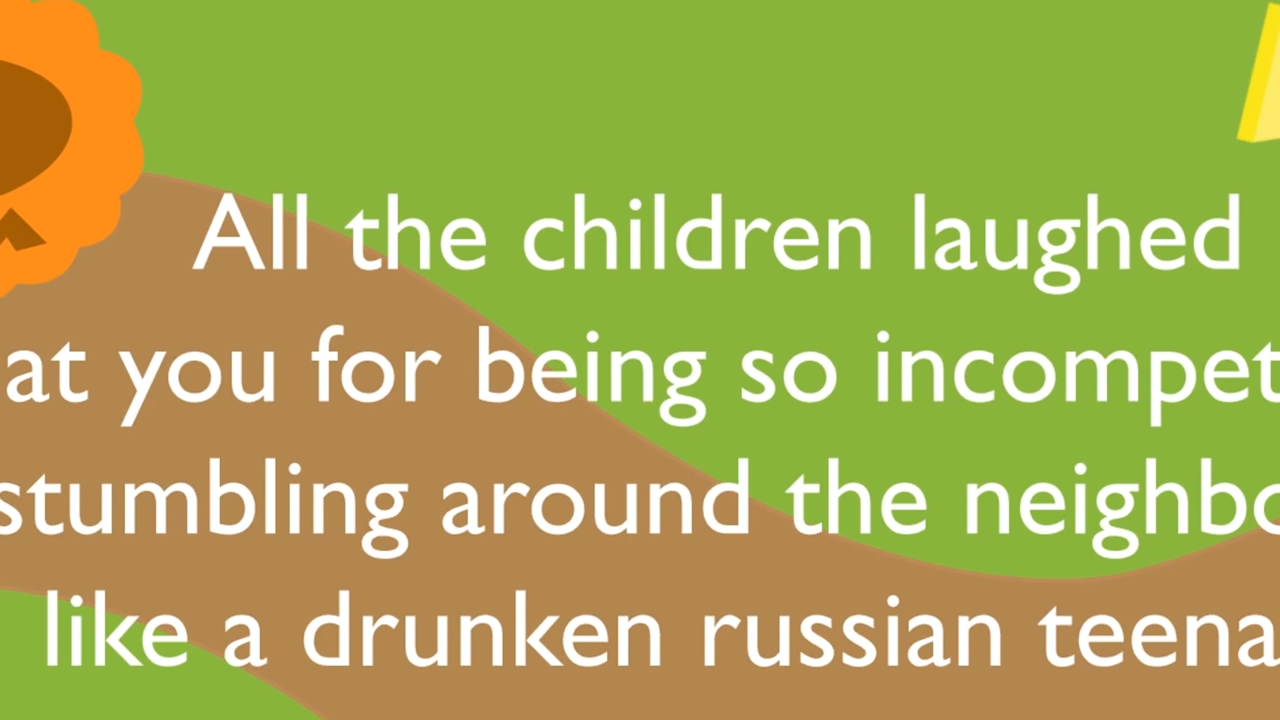 All the children laughed
at you for being so incompet
stumbling around the neighbo
like a drunken russian teena